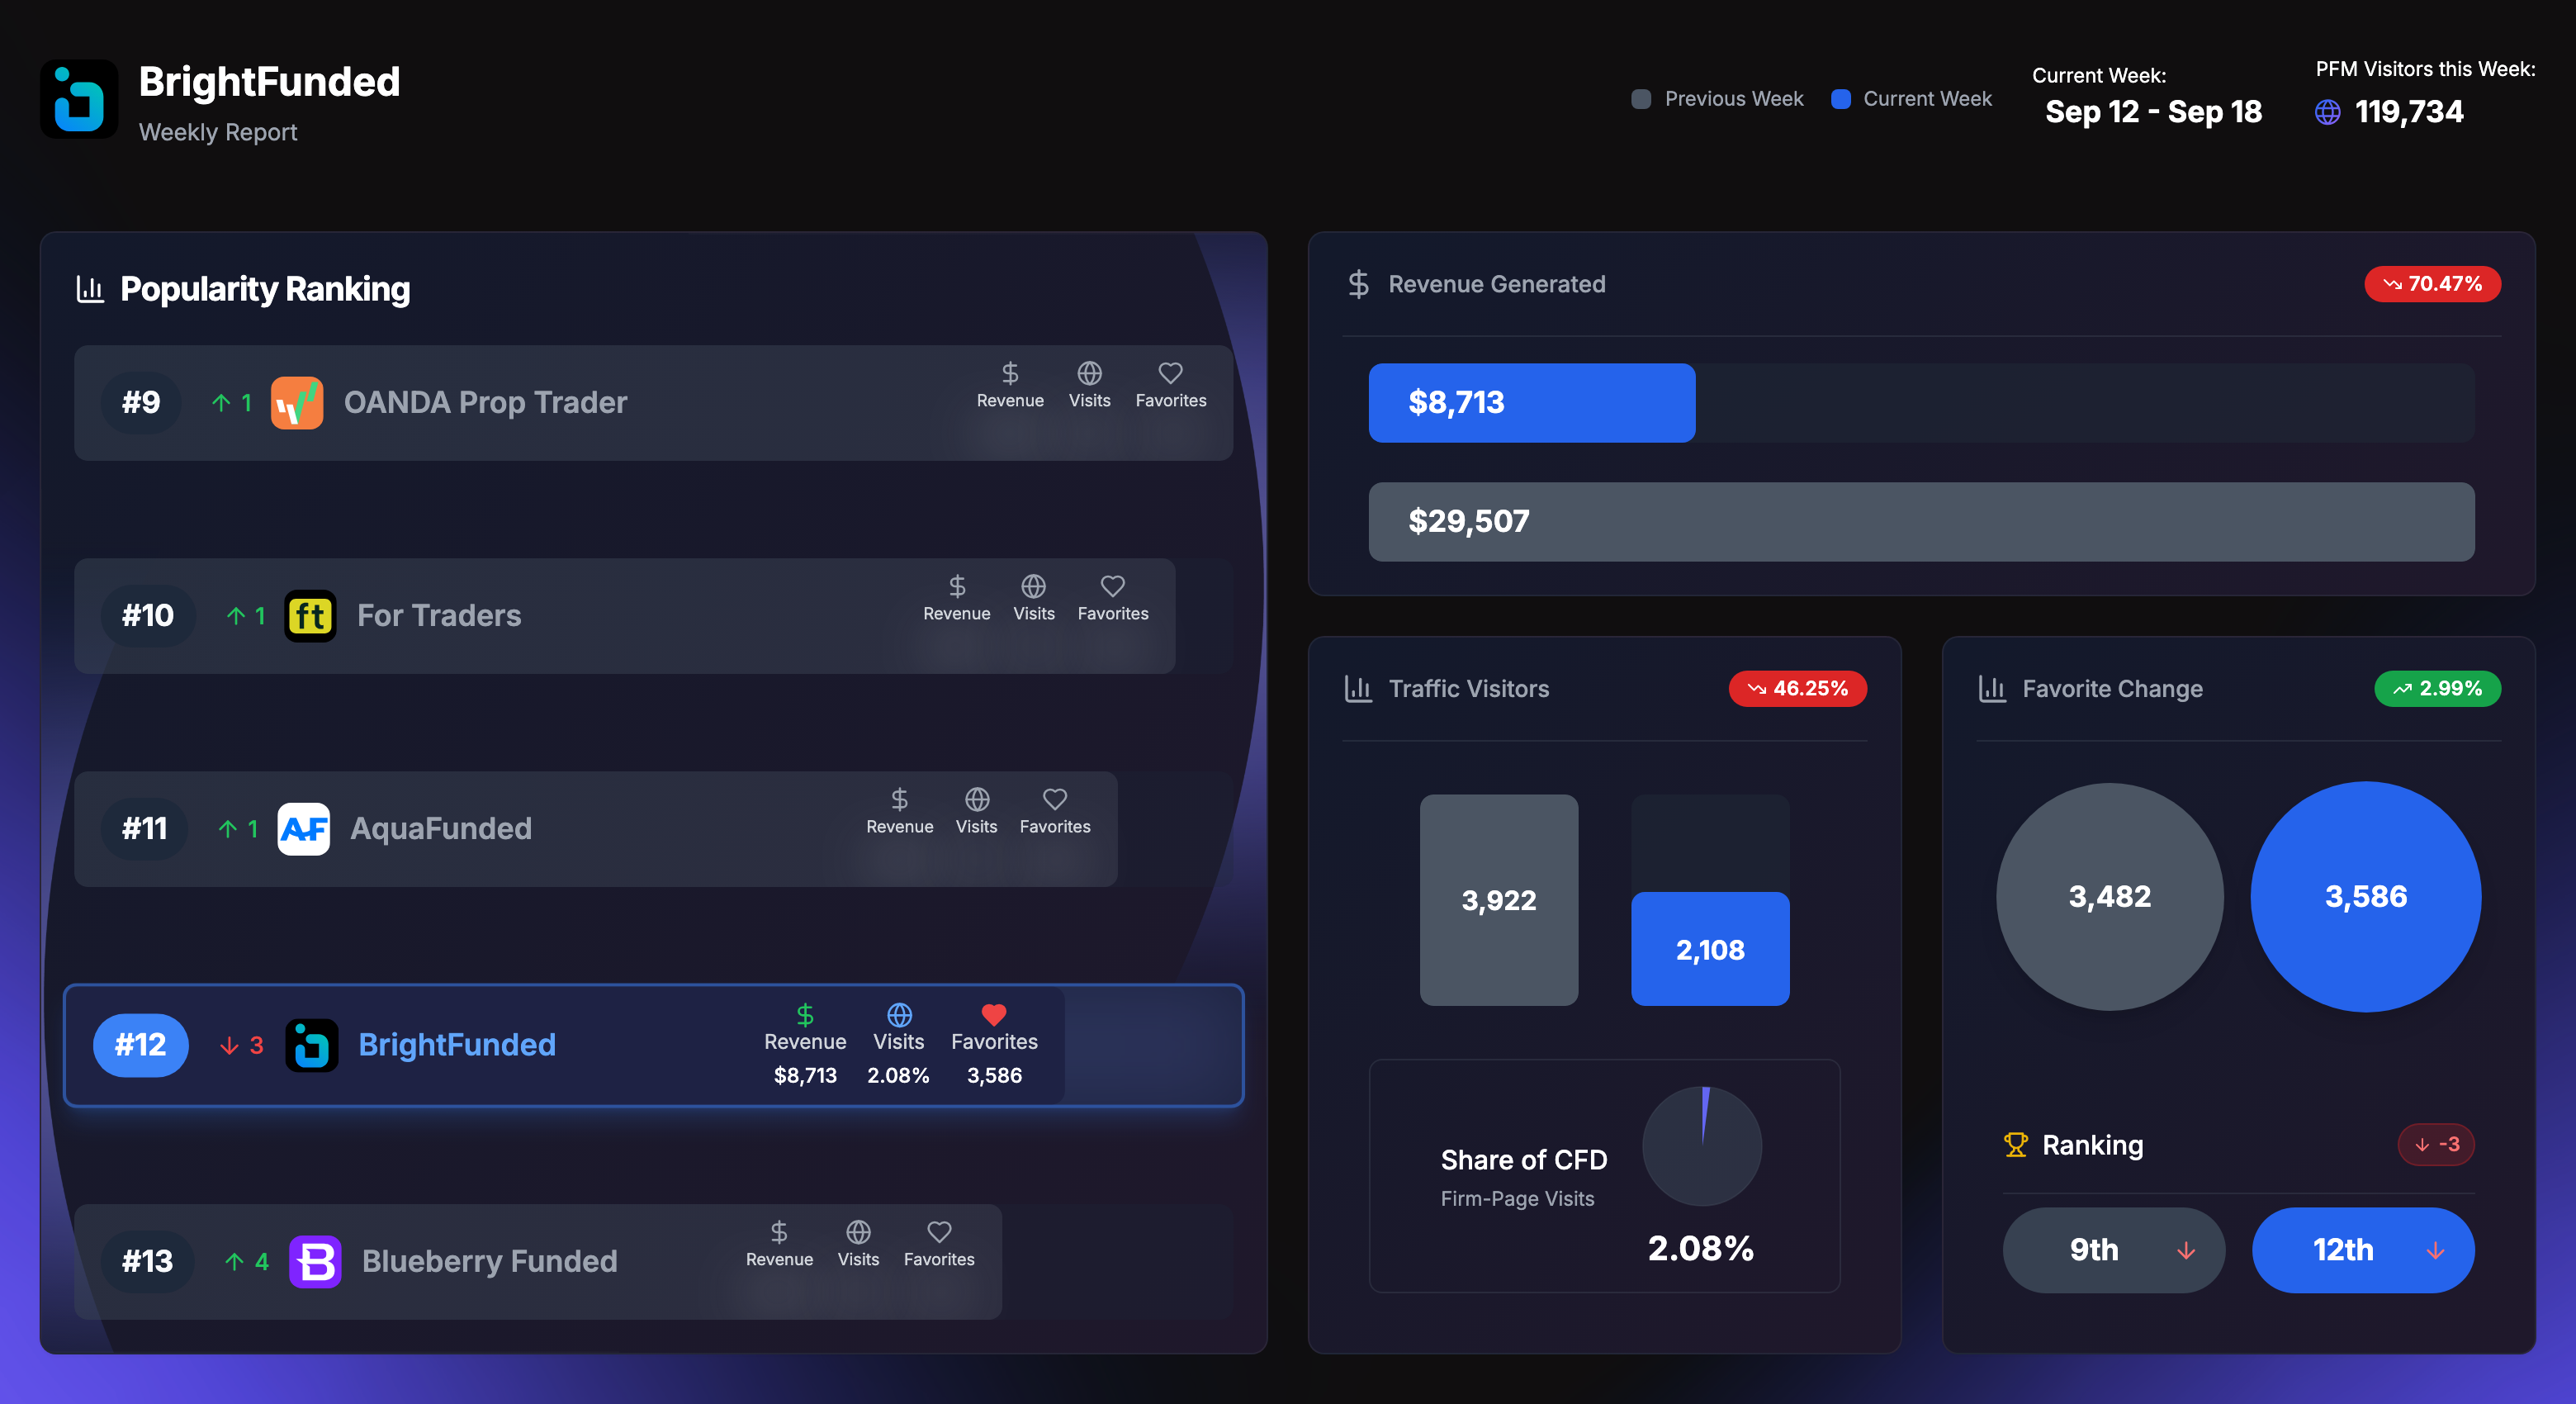 BrightFunded
Weekly Report
Previous Week
Current Week
Current Week:
Sep 12 - Sep 18
PFM Visitors this Week:
119,734
Popularity Ranking
#9
1
OANDA Prop Trader
Revenue
Visits
Favorites
#10
1
ft
For Traders
Revenue
Visits
Favorites
#11
1
AF
AquaFunded
Revenue
Visits
Favorites
#12
3
BrightFunded
Revenue
$8,713
Visits
2.08%
Favorites
3,586
#13
4
B
Blueberry Funded
Revenue
Visits
Favorites
Revenue Generated
70.47%
$8,713
$29,507
Traffic Visitors
46.25%
3,922
2,108
Share of CFD
Firm-Page Visits
2.08%
Favorite Change
2.99%
3,482
3,586
Ranking
-3
9th
12th